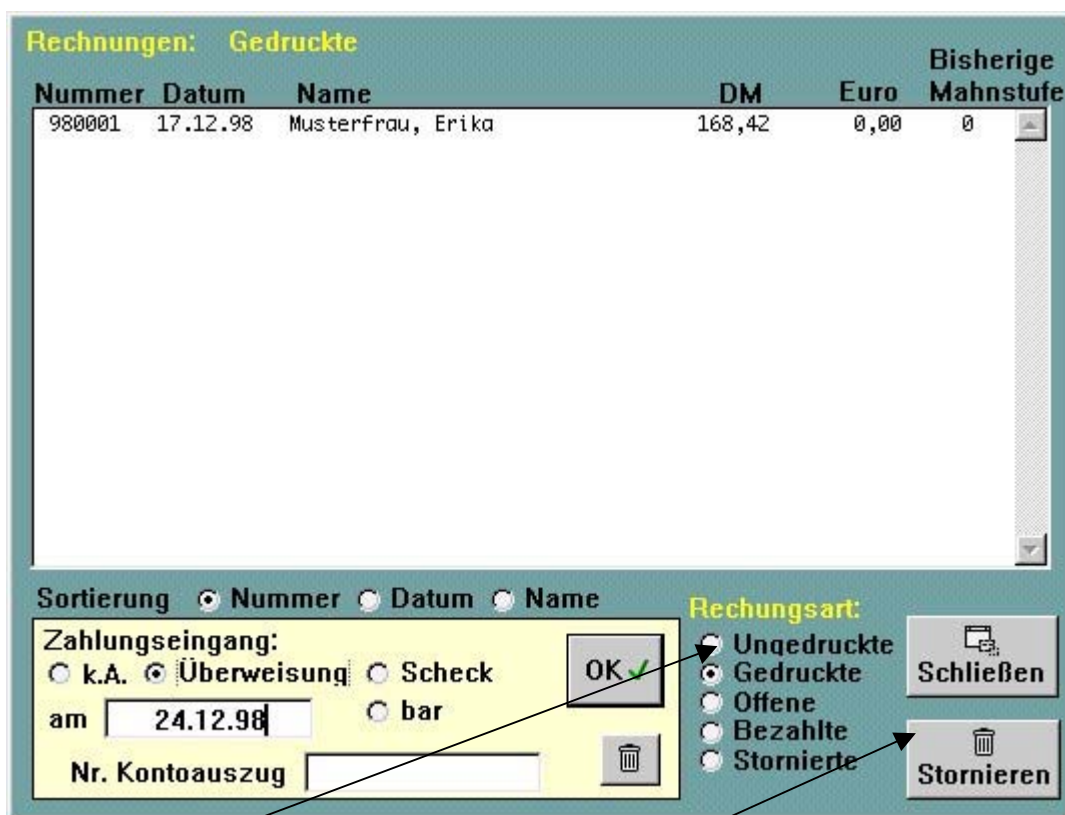 Rechnungen: Gedruckte
Bisherige
Nummer Datum Name DM Euro Mahnstufe
980001 17.12.98 Musterfrau, Erika 168,42 0,00 0
Sortierung Nummer Datum Name
Zahlungseingang:
k.A. Überweisung Scheck
bar
am 24.12.98
Nr. Kontoauszug
OK
Rechungsart:
Ungedruckte
Gedruckte
Offene
Bezahlte
Stornierte
Schließen
Stornieren